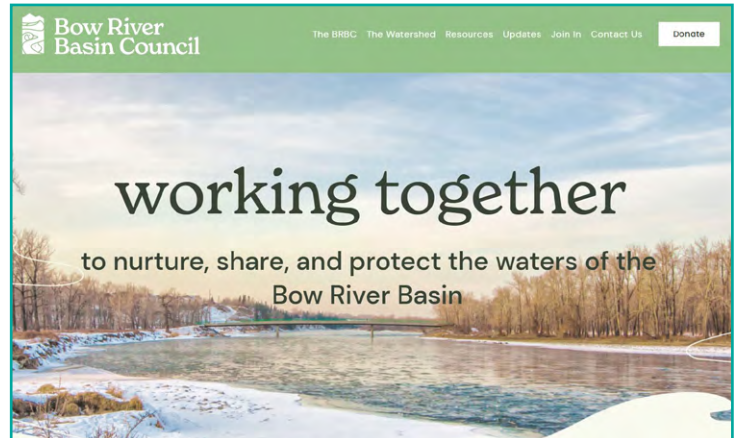 Bow River
Basin Council
The BRBC The Watershed Resources Updates Join In Contact Us Donate
working together
to nurture, share, and protect the waters of the
Bow River Basin